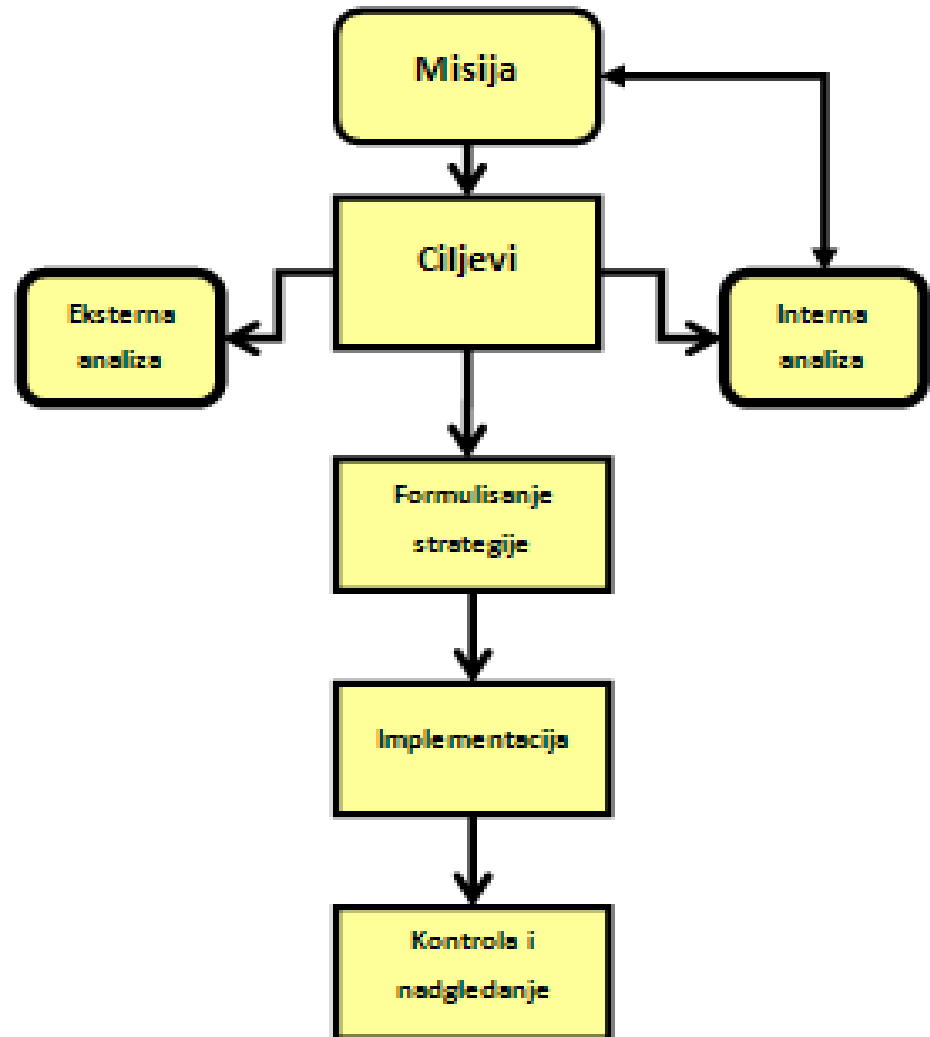 Misija
Ciljevi
Eksterna
analiza
Interna
analiza
Formulisanje
strategije
Implementacija
Kontrola i
nadgledanje